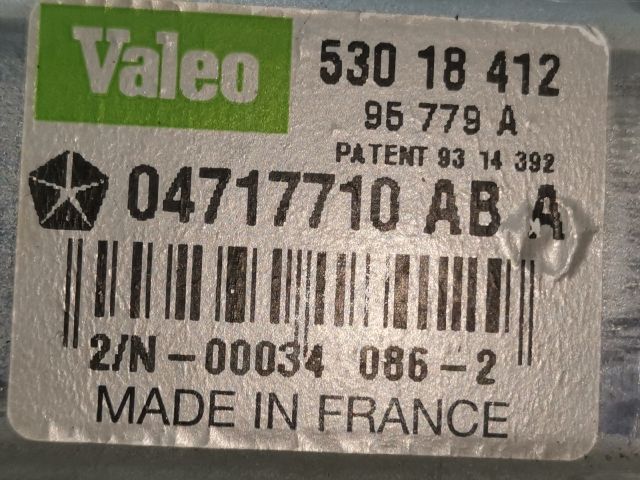 Valeo
530 18 412
95 779 A
PATENT 93 14 392
04717710 AB A
2/N-00034 086-2
MADE IN FRANCE